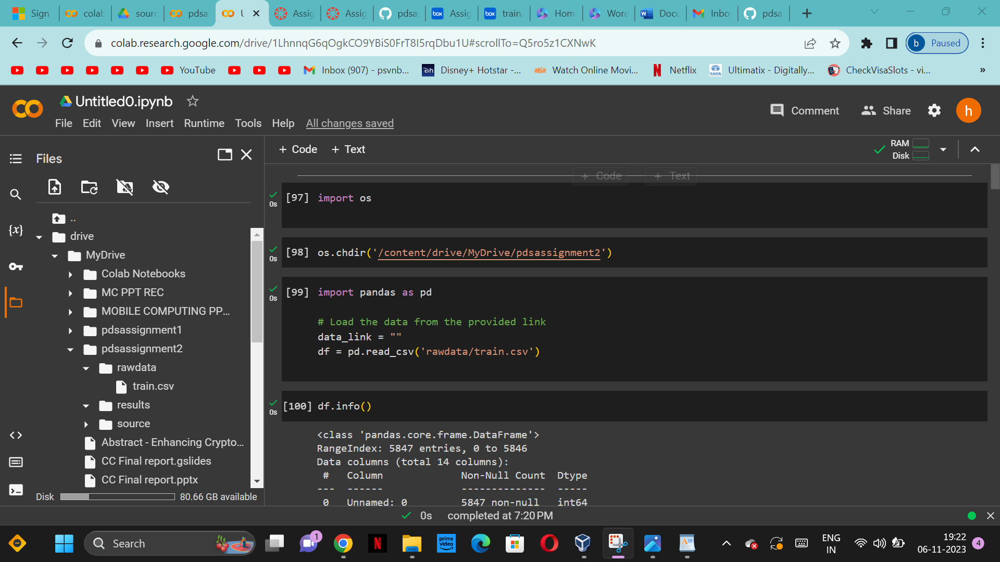 Sign
colab
sourc
pdsa
U
Assig
Assig
pdsa
box
Assig
box
train.
Hom
Word
Docu
Inbo
pdsa
colab.research.google.com/drive/1LhnnqG6qOgkCO9YBiS0FrT8I5rqDbu1U#scrollTo=Q5ro5z1CXNwK
b Paused
YouTube
Inbox (907) - psvnb...
Disney+ Hotstar -...
Watch Online Movi...
Netflix
Ultimatix - Digitally...
CheckVisaSlots - vi...
»
Untitled0.ipynb
Comment
Share
h
File Edit View Insert Runtime Tools Help All changes saved
Files
+ Code + Text
RAM
Disk
+ Code + Text
..
drive
MyDrive
Colab Notebooks
MC PPT REC
MOBILE COMPUTING PP...
pdsassignment1
pdsassignment2
rawdata
train.csv
results
source
Abstract - Enhancing Crypto...
CC Final report.gslides
CC Final report.pptx
Disk 80.66 GB available
{x}
0s [97] import os
0s [98] os.chdir('/content/drive/MyDrive/pdsassignment2')
0s [99] import pandas as pd
# Load the data from the provided link
data_link = ""
df = pd.read_csv('rawdata/train.csv')
0s [100] df.info()
<class 'pandas.core.frame.DataFrame'>
RangeIndex: 5847 entries, 0 to 5846
Data columns (total 14 columns):
# Column Non-Null Count Dtype
--- ------ -------------- -----
0 Unnamed: 0 5847 non-null int64
0s completed at 7:20 PM
Search
1
N
prime video
ENG
IN
19:22
06-11-2023
4